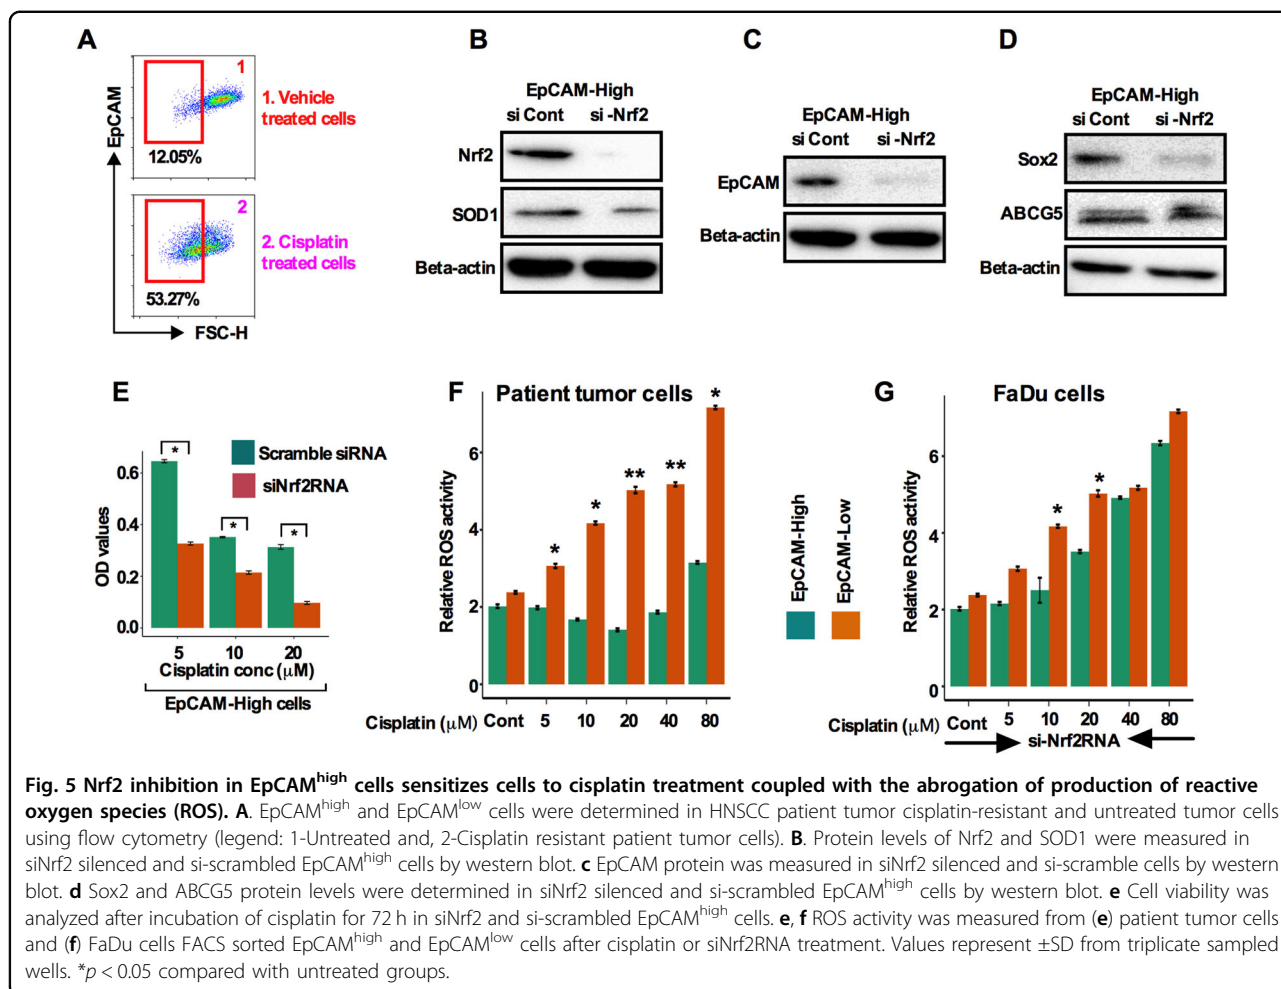 A
EpCAM
1
12.05%
1. Vehicle
treated cells
2
53.27%
2. Cisplatin
treated cells
FSC-H
B
EpCAM-High
si Cont si -Nrf2
Nrf2
SOD1
Beta-actin
C
EpCAM-High
si Cont si -Nrf2
EpCAM
Beta-actin
D
EpCAM-High
si Cont si -Nrf2
Sox2
ABCG5
Beta-actin
E
OD values
0.6
0.4
0.2
0.0
* * *
Scramble siRNA
siNrf2RNA
5 10 20
Cisplatin conc (μM)
EpCAM-High cells
F Patient tumor cells
Relative ROS activity
6
4
2
0
* * ** ** *
Cisplatin (μM) Cont 5 10 20 40 80
EpCAM-High
EpCAM-Low
G FaDu cells
Relative ROS activity
6
4
2
0
* *
Cisplatin (μM) Cont 5 10 20 40 80
si-Nrf2RNA
Fig. 5 Nrf2 inhibition in EpCAMhigh cells sensitizes cells to cisplatin treatment coupled with the abrogation of production of reactive
oxygen species (ROS). A. EpCAMhigh and EpCAMlow cells were determined in HNSCC patient tumor cisplatin-resistant and untreated tumor cells
using flow cytometry (legend: 1-Untreated and, 2-Cisplatin resistant patient tumor cells). B. Protein levels of Nrf2 and SOD1 were measured in
siNrf2 silenced and si-scrambled EpCAMhigh cells by western blot. c EpCAM protein was measured in siNrf2 silenced and si-scramble cells by western
blot. d Sox2 and ABCG5 protein levels were determined in siNrf2 silenced and si-scrambled EpCAMhigh cells by western blot. e Cell viability was
analyzed after incubation of cisplatin for 72 h in siNrf2 and si-scrambled EpCAMhigh cells. e, f ROS activity was measured from (e) patient tumor cells
and (f) FaDu cells FACS sorted EpCAMhigh and EpCAMlow cells after cisplatin or siNrf2RNA treatment. Values represent ±SD from triplicate sampled
wells. *p < 0.05 compared with untreated groups.